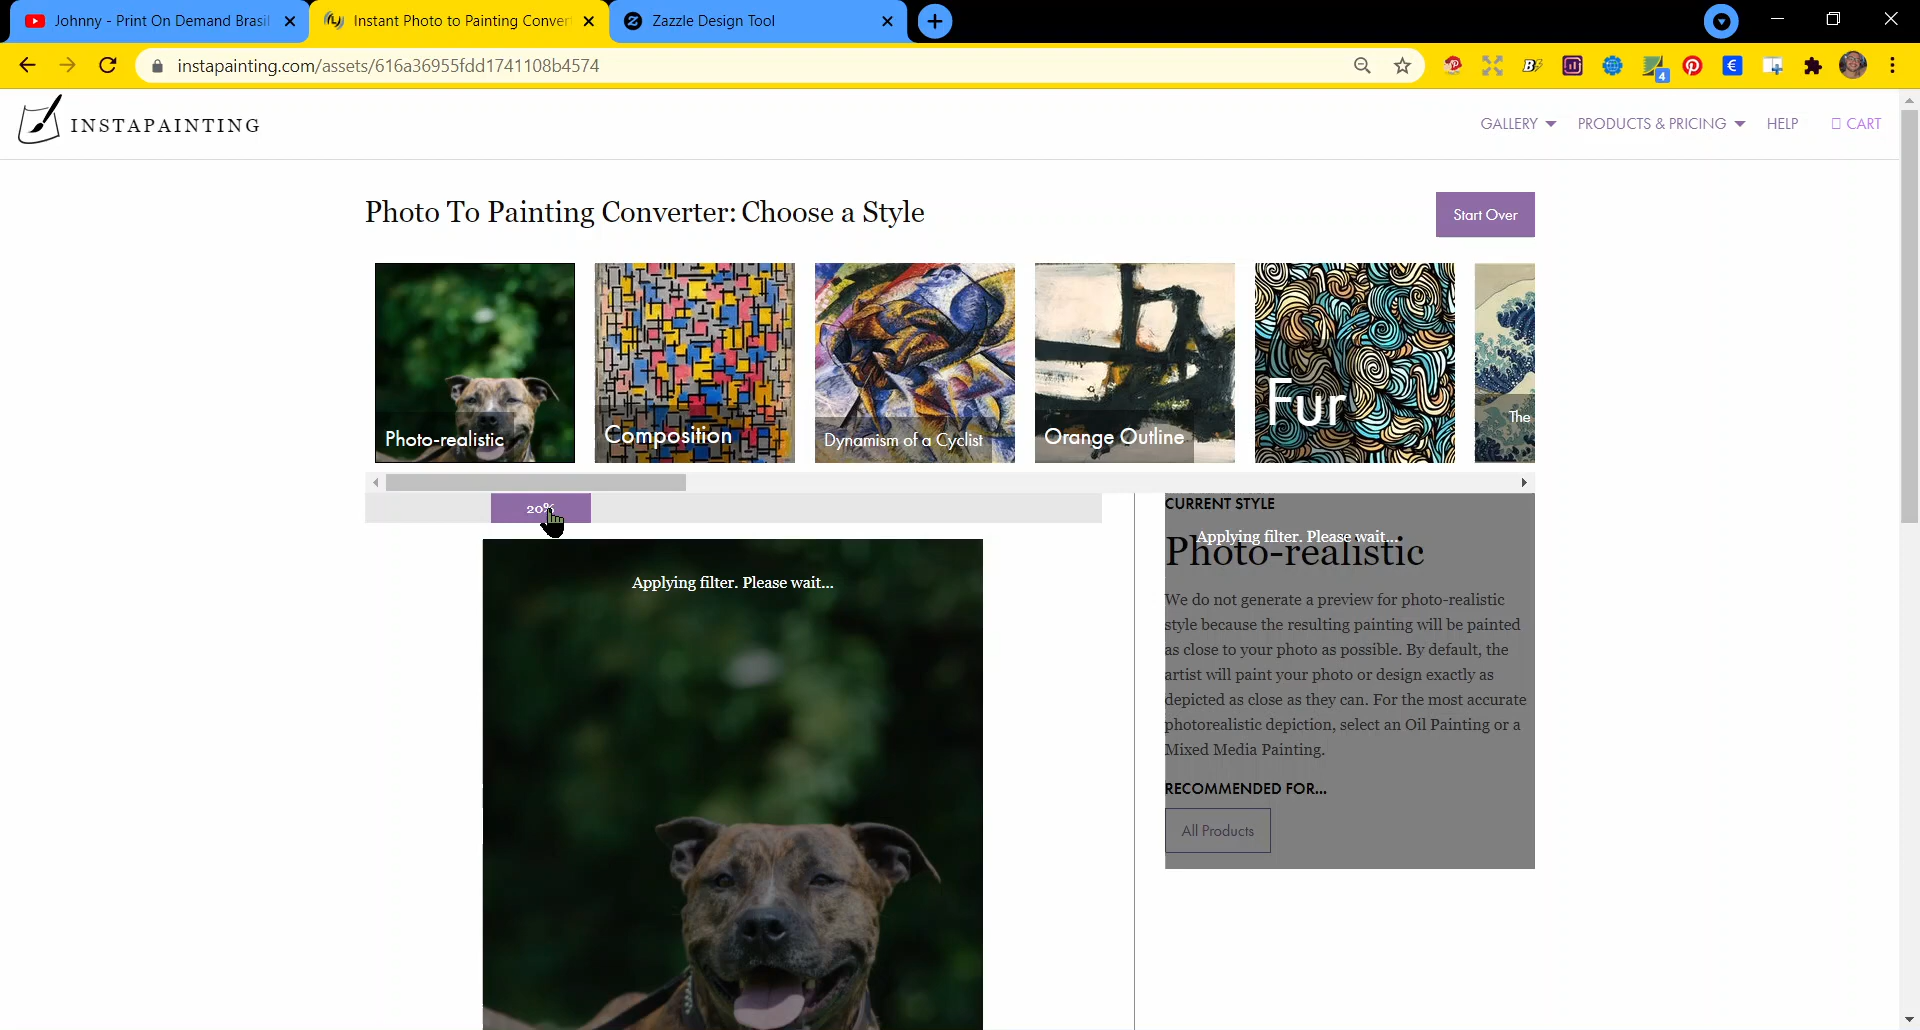 Johnny - Print On Demand Brasil
Instant Photo to Painting Conver
Zazzle Design Tool
instapainting.com/assets/616a36955fdd1741108b4574
4
INSTAPAINTING
GALLERY
PRODUCTS & PRICING
HELP
CART
Photo To Painting Converter: Choose a Style
Start Over
Photo-realistic
Composition
Dynamism of a Cyclist
Orange Outline
Fur
The
20%
Applying filter. Please wait...
CURRENT STYLE
Applying filter. Please wait...
Photo-realistic
We do not generate a preview for photo-realistic
style because the resulting painting will be painted
as close to your photo as possible. By default, the
artist will paint your photo or design exactly as
depicted as close as they can. For the most accurate
photorealistic depiction, select an Oil Painting or a
Mixed Media Painting.
RECOMMENDED FOR...
All Products